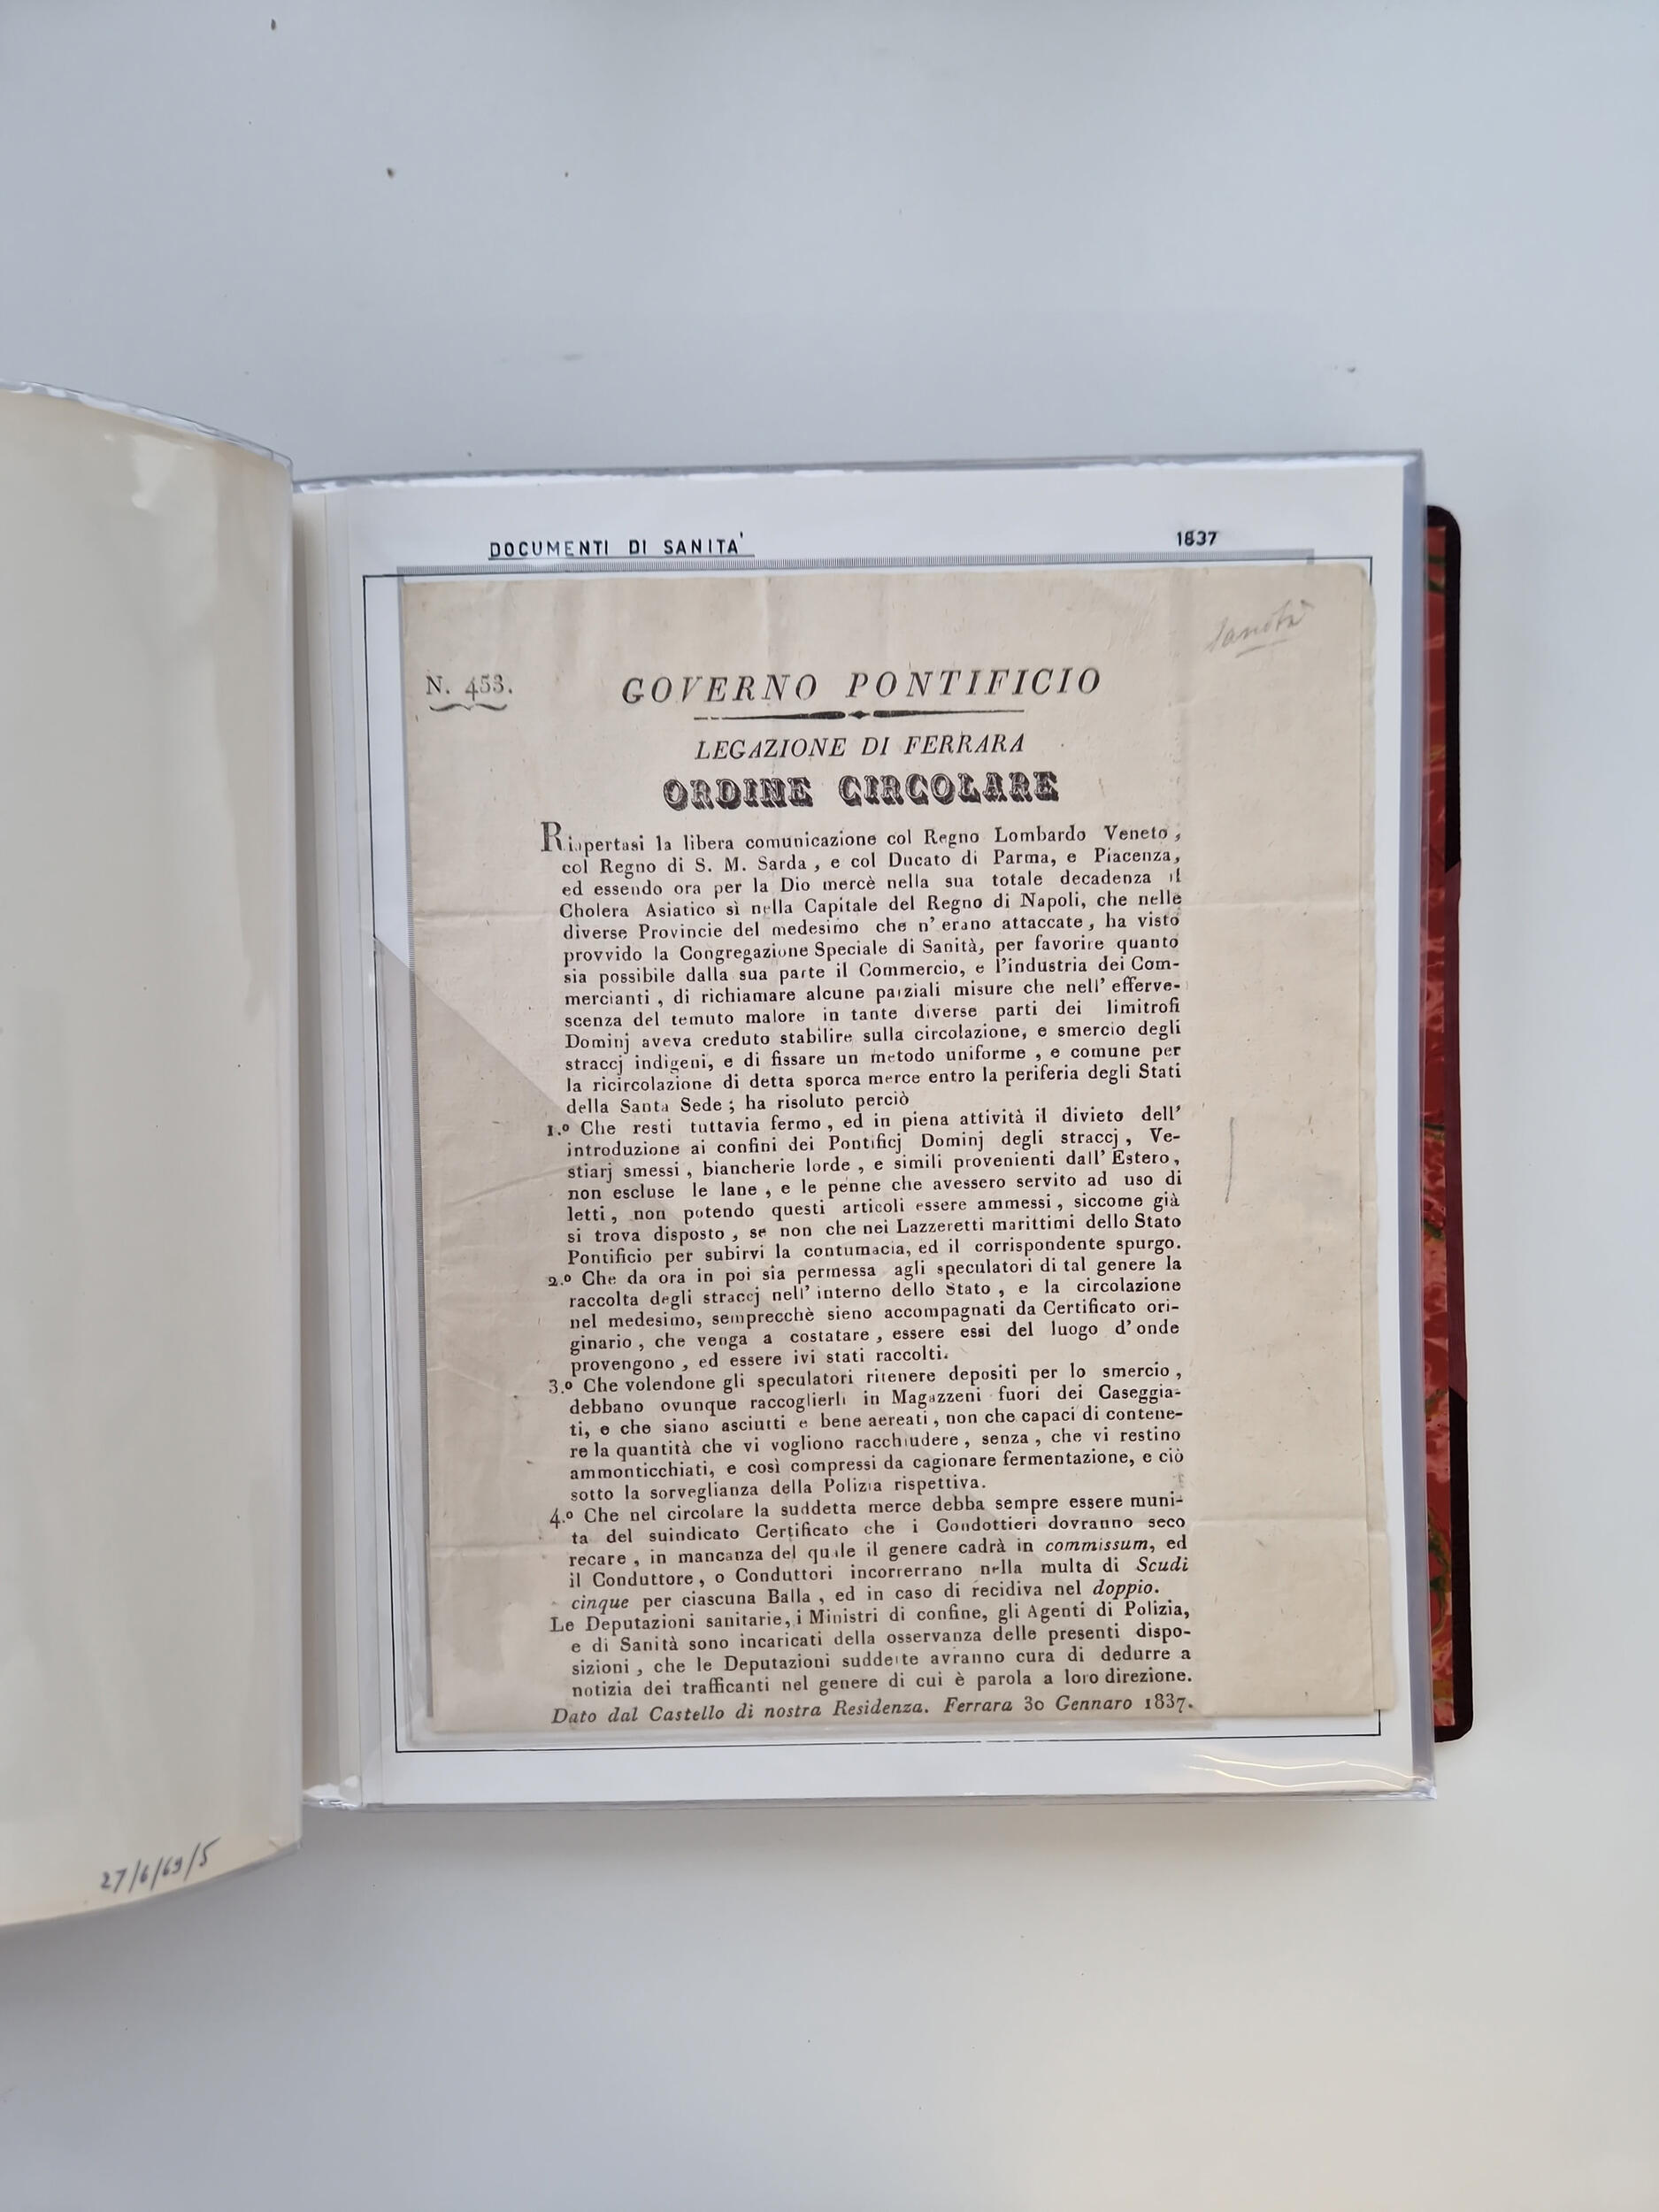 DOCUMENTI DI SANITA'
1837
Sanità
N. 453.
GOVERNO PONTIFICIO
LEGAZIONE DI FERRARA
ORDINE CIRCOLARE
Riapertasi la libera comunicazione col Regno Lombardo Veneto,
col Regno di S. M. Sarda, e col Ducato di Parma, e Piacenza,
ed essendo ora per la Dio mercè nella sua totale decadenza il
Cholera Asiatico sì nella Capitale del Regno di Napoli, che nelle
diverse Provincie del medesimo che n' erano attaccate, ha visto
provvido la Congregazione Speciale di Sanità, per favorire quanto
sia possibile dalla sua parte il Commercio, e l'industria dei Com-
mercianti, di richiamare alcune parziali misure che nell' efferve-
scenza del temuto malore in tante diverse parti dei limitrofi
Dominj aveva creduto stabilire sulla circolazione, e smercio degli
straccj indigeni, e di fissare un metodo uniforme, e comune per
la ricircolazione di detta sporca merce entro la periferia degli Stati
della Santa Sede; ha risoluto perciò
1.º Che resti tuttavia fermo, ed in piena attività il divieto dell'
introduzione ai confini dei Pontificj Dominj degli straccj, Ve-
stiarj smessi, biancherie lorde, e simili provenienti dall' Estero,
non escluse le lane, e le penne che avessero servito ad uso di
letti, non potendo questi articoli essere ammessi, siccome già
si trova disposto, se non che nei Lazzeretti marittimi dello Stato
Pontificio per subirvi la contumacia, ed il corrispondente spurgo.
2.º Che da ora in poi sia permessa agli speculatori di tal genere la
raccolta degli straccj nell' interno dello Stato, e la circolazione
nel medesimo, semprecchè sieno accompagnati da Certificato ori-
ginario, che venga a costatare, essere essi del luogo d' onde
provengono, ed essere ivi stati raccolti.
3.º Che volendone gli speculatori ritenere depositi per lo smercio,
debbano ovunque raccoglierli in Magazzeni fuori dei Caseggia-
ti, e che siano asciutti e bene aereati, non che capaci di contene-
re la quantità che vi vogliono racchiudere, senza, che vi restino
ammonticchiati, e così compressi da cagionare fermentazione, e ciò
sotto la sorveglianza della Polizia rispettiva.
4.º Che nel circolare la suddetta merce debba sempre essere muni-
ta del suindicato Certificato che i Condottieri dovranno seco
recare, in mancanza del quale il genere cadrà in commissum, ed
il Conduttore, o Conduttori incorrerrano nella multa di Scudi
cinque per ciascuna Balla, ed in caso di recidiva nel doppio.
Le Deputazioni sanitarie, i Ministri di confine, gli Agenti di Polizia,
e di Sanità sono incaricati della osservanza delle presenti dispo-
sizioni, che le Deputazioni suddette avranno cura di dedurre a
notizia dei trafficanti nel genere di cui è parola a loro direzione.
Dato dal Castello di nostra Residenza. Ferrara 30 Gennaro 1837.
27/6/69/5